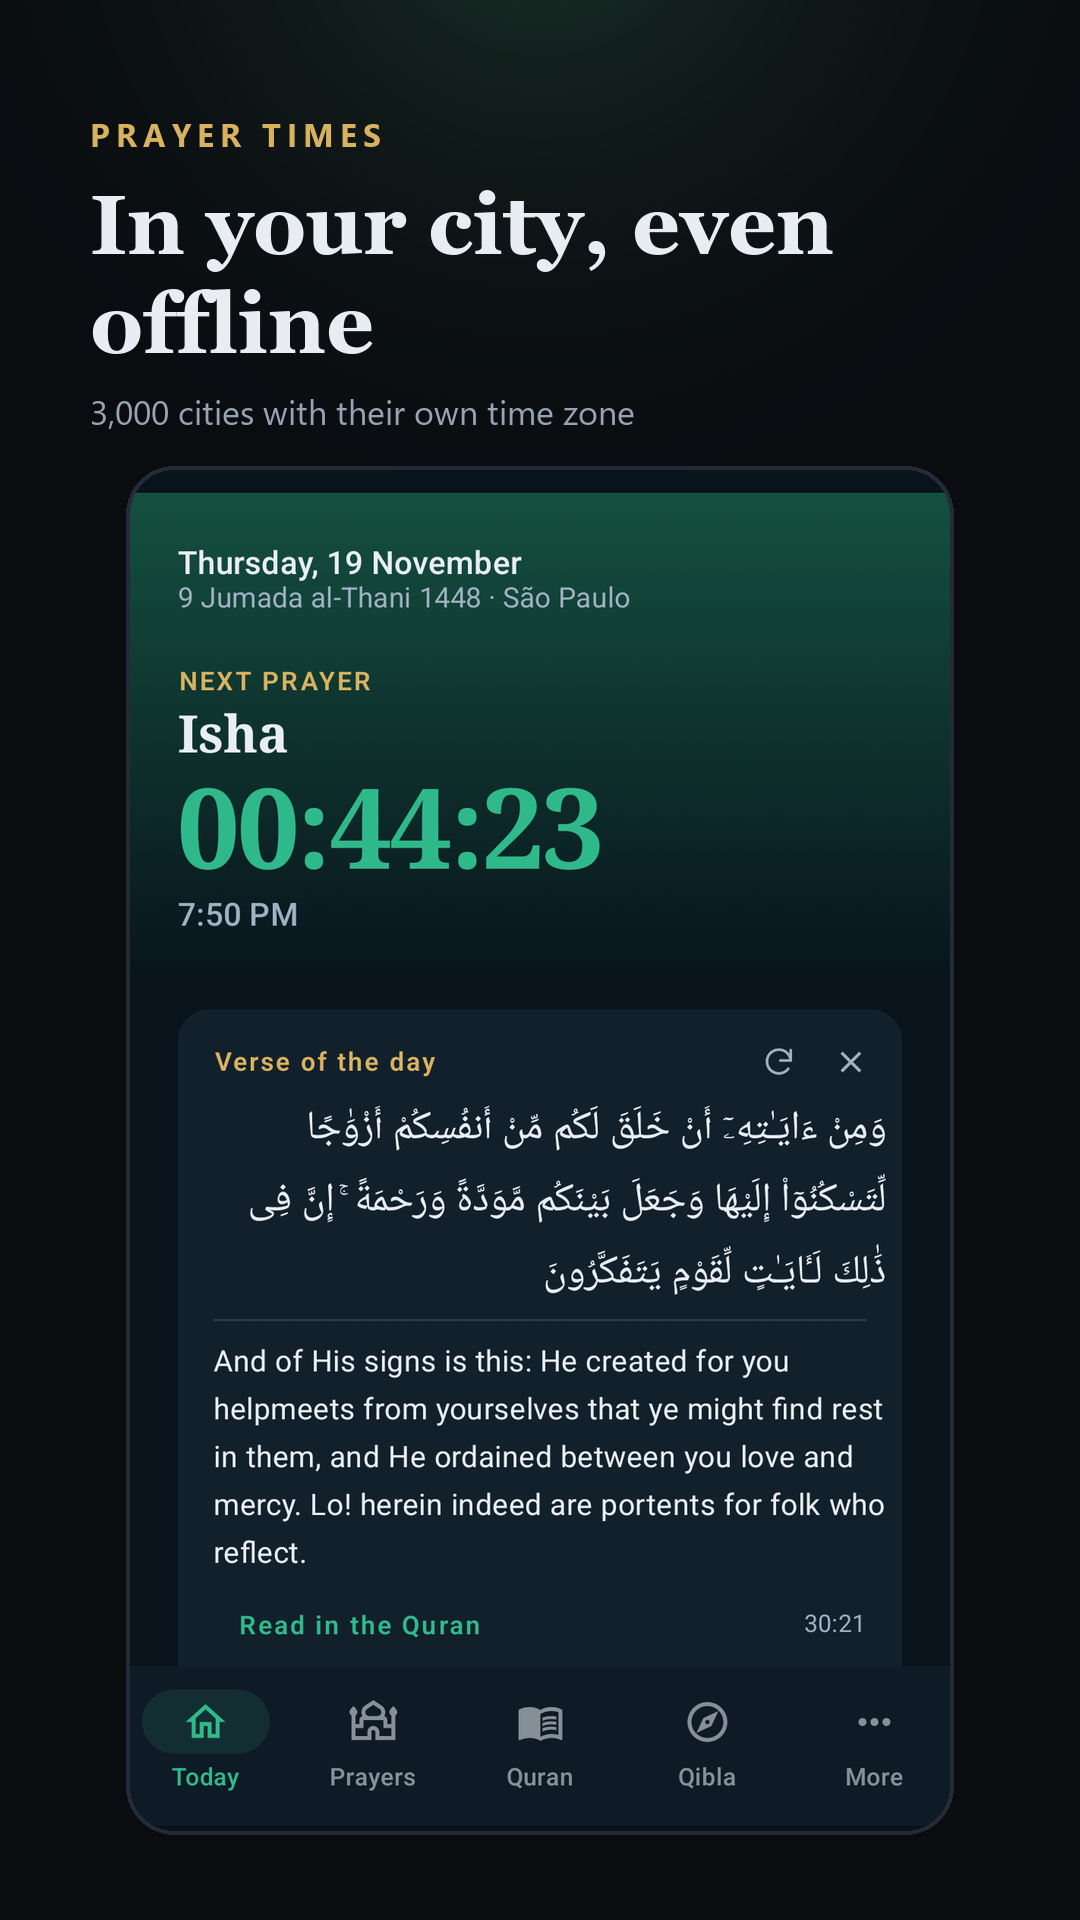 PRAYER TIMES
In your city, even
offline
3,000 cities with their own time zone
Thursday, 19 November
9 Jumada al-Thani 1448 · São Paulo
NEXT PRAYER
Isha
00:44:23
7:50 PM
Verse of the day
وَمِنْ ءَايَـٰتِهِۦٓ أَنْ خَلَقَ لَكُم مِّنْ أَنفُسِكُمْ أَزْوَٰجًا
لِّتَسْكُنُوٓا۟ إِلَيْهَا وَجَعَلَ بَيْنَكُم مَّوَدَّةً وَرَحْمَةً ۚ إِنَّ فِى
ذَٰلِكَ لَـَٔايَـٰتٍ لِّقَوْمٍ يَتَفَكَّرُونَ
And of His signs is this: He created for you
helpmeets from yourselves that ye might find rest
in them, and He ordained between you love and
mercy. Lo! herein indeed are portents for folk who
reflect.
Read in the Quran 30:21
Today Prayers Quran Qibla More